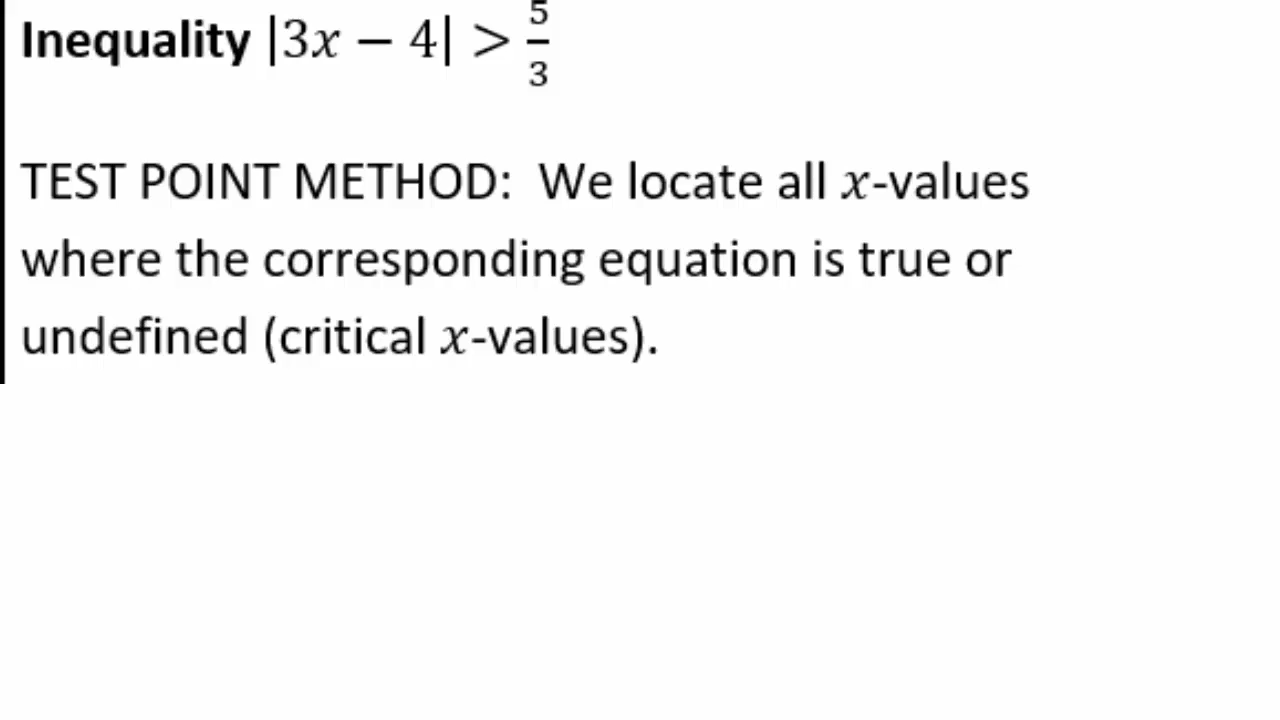 Inequality |3x − 4| > 5/3
TEST POINT METHOD: We locate all x-values
where the corresponding equation is true or
undefined (critical x-values).